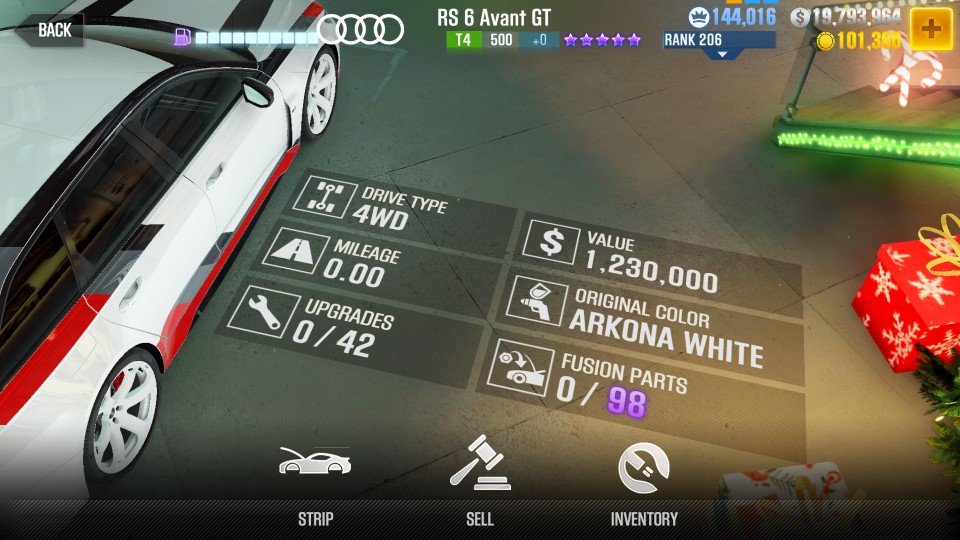 BACK
RS 6 Avant GT
T4 500 +0
144,016
19,793,964
RANK 206
DRIVE TYPE
4WD
MILEAGE
0.00
UPGRADES
0 / 42
VALUE
1,230,000
ORIGINAL COLOR
ARKONA WHITE
FUSION PARTS
0 / 98
STRIP
SELL
INVENTORY